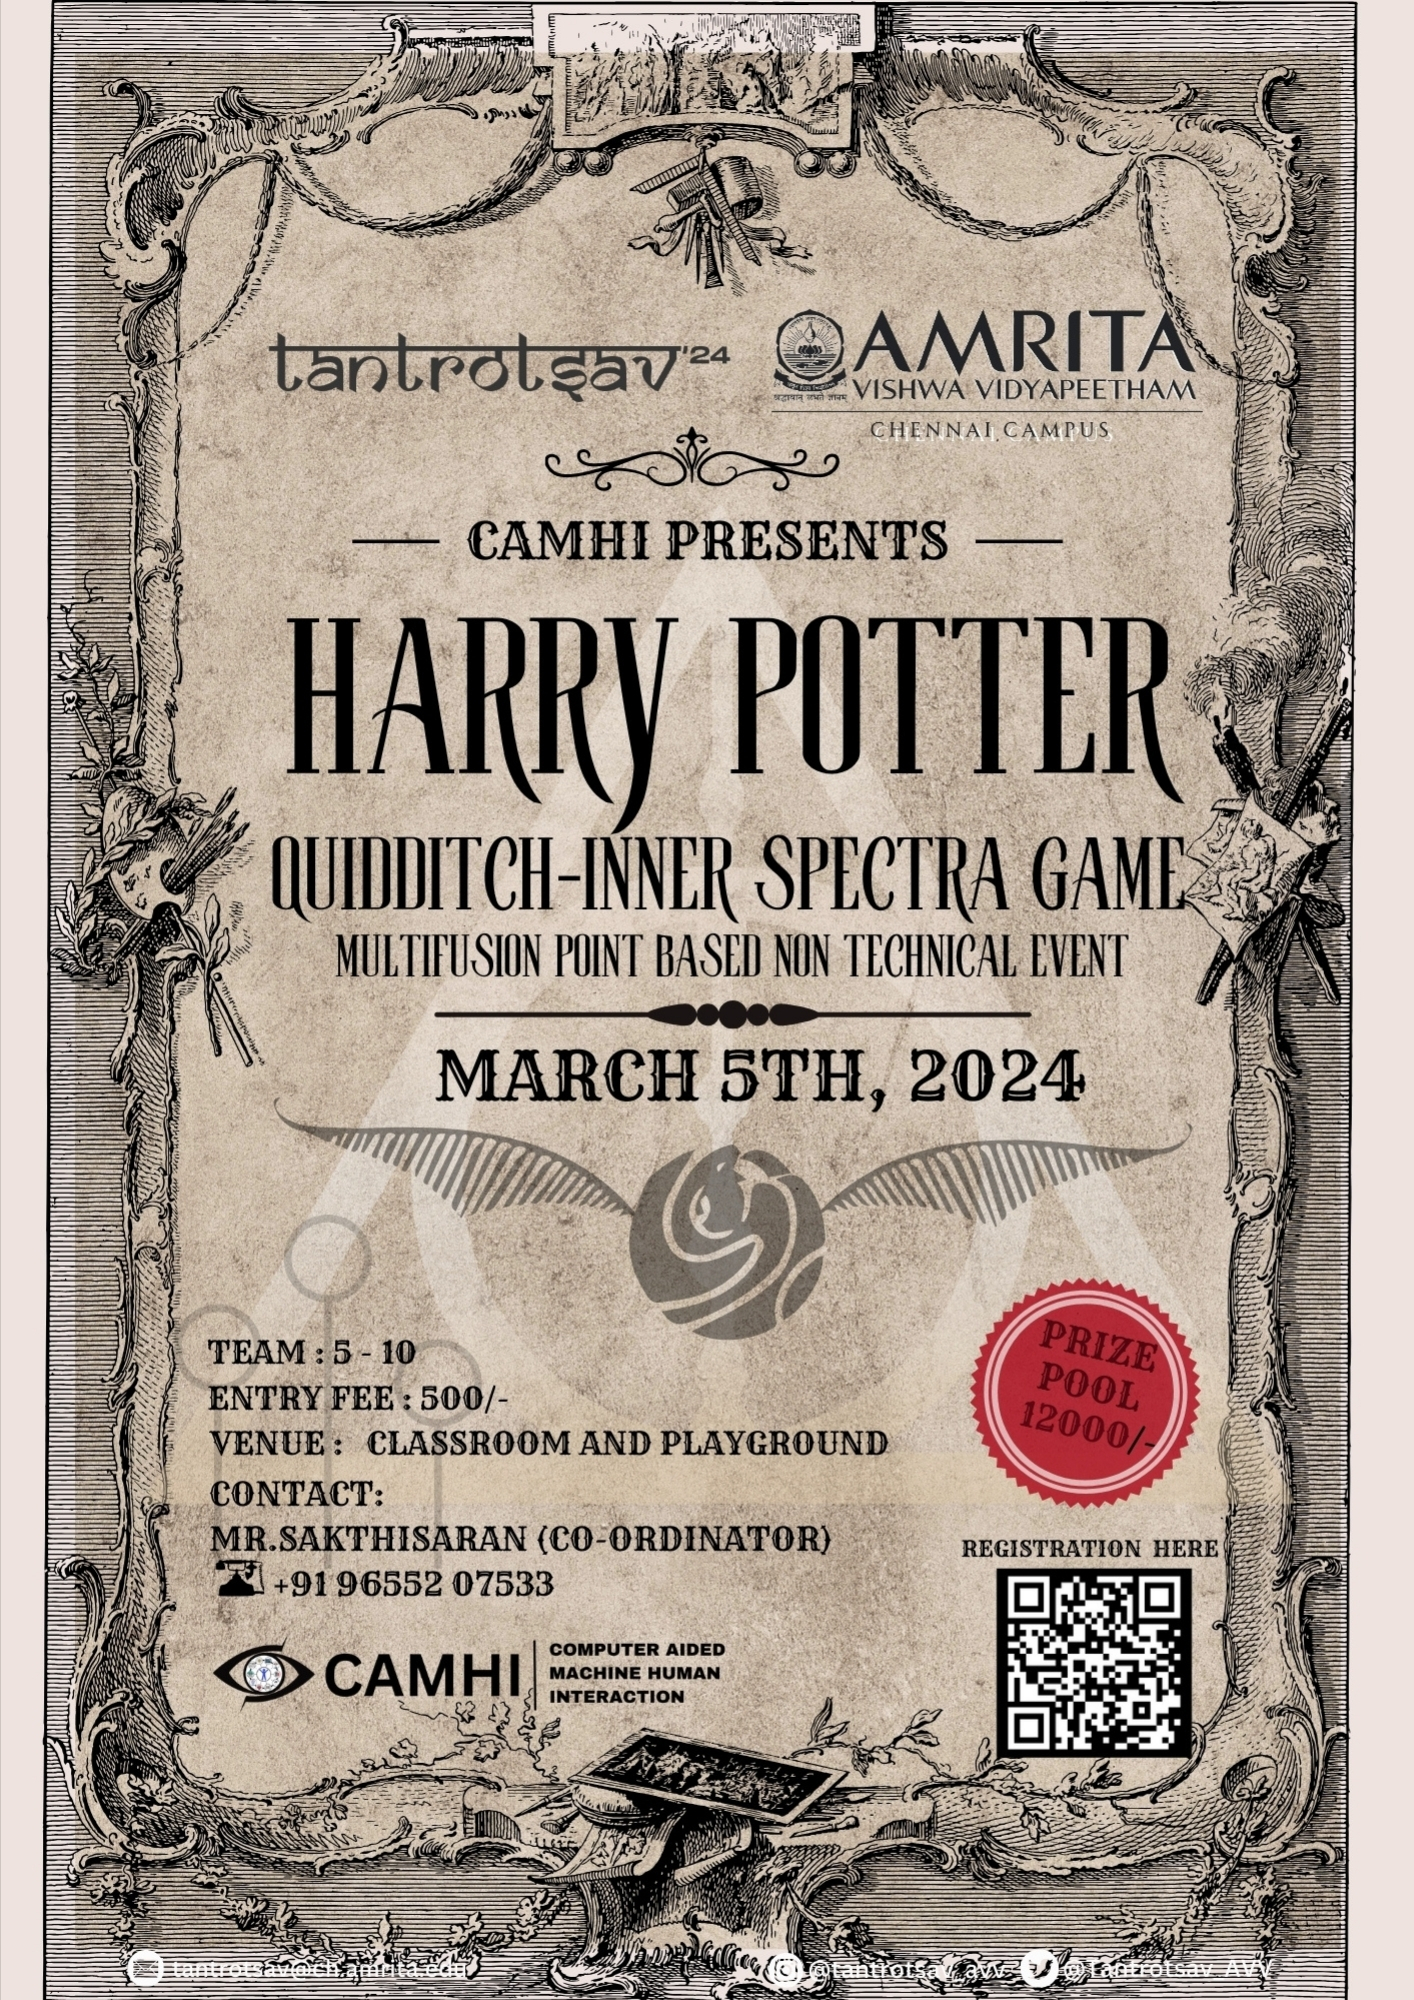 tantrotsav'24
AMRITA
VISHWA VIDYAPEETHAM
CHENNAI CAMPUS
CAMHI PRESENTS
HARRY POTTER
QUIDDITCH-INNER SPECTRA GAME
MULTIFUSION POINT BASED NON TECHNICAL EVENT
MARCH 5TH, 2024
TEAM : 5 - 10
ENTRY FEE : 500/-
VENUE : CLASSROOM AND PLAYGROUND
CONTACT:
MR.SAKTHISARAN (CO-ORDINATOR)
+91 96552 07533
PRIZE
POOL
12000/-
REGISTRATION HERE
CAMHI
COMPUTER AIDED
MACHINE HUMAN
INTERACTION
tantrotsav@ch.amrita.edu
@tantrotsav_avv
@Tantrotsav_AVV